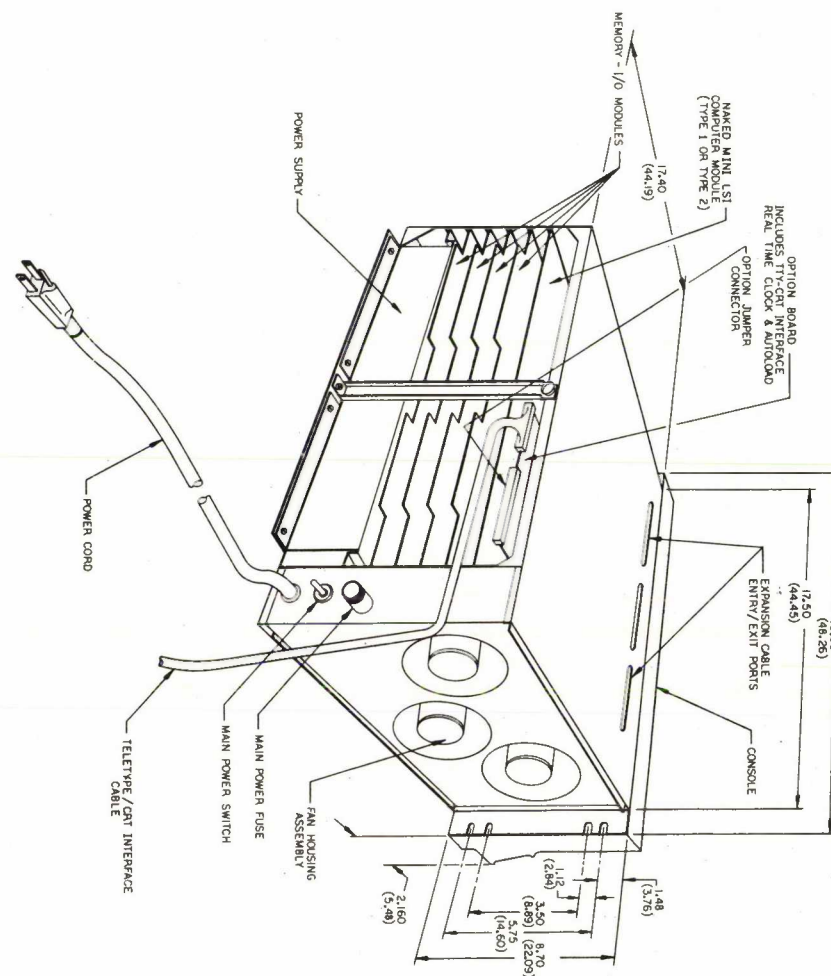 17.40
(44.19)
MEMORY - I/O MODULES
NAKED MINI LSI
COMPUTER MODULE
(TYPE 1 OR TYPE 2)
OPTION BOARD
INCLUDES TTY-CRT INTERFACE
REAL TIME CLOCK & AUTOLOAD
OPTION JUMPER
CONNECTOR
POWER SUPPLY
(48.26)
17.50
(44.45)
EXPANSION CABLE
ENTRY/EXIT PORTS
CONSOLE
POWER CORD
TELETYPE/CRT INTERFACE
CABLE
MAIN POWER SWITCH
MAIN POWER FUSE
FAN HOUSING
ASSEMBLY
1.48
(3.76)
1.12
(2.84)
3.50
(8.89)
5.75
(14.60)
8.70
(22.09)
2.160
(5.48)